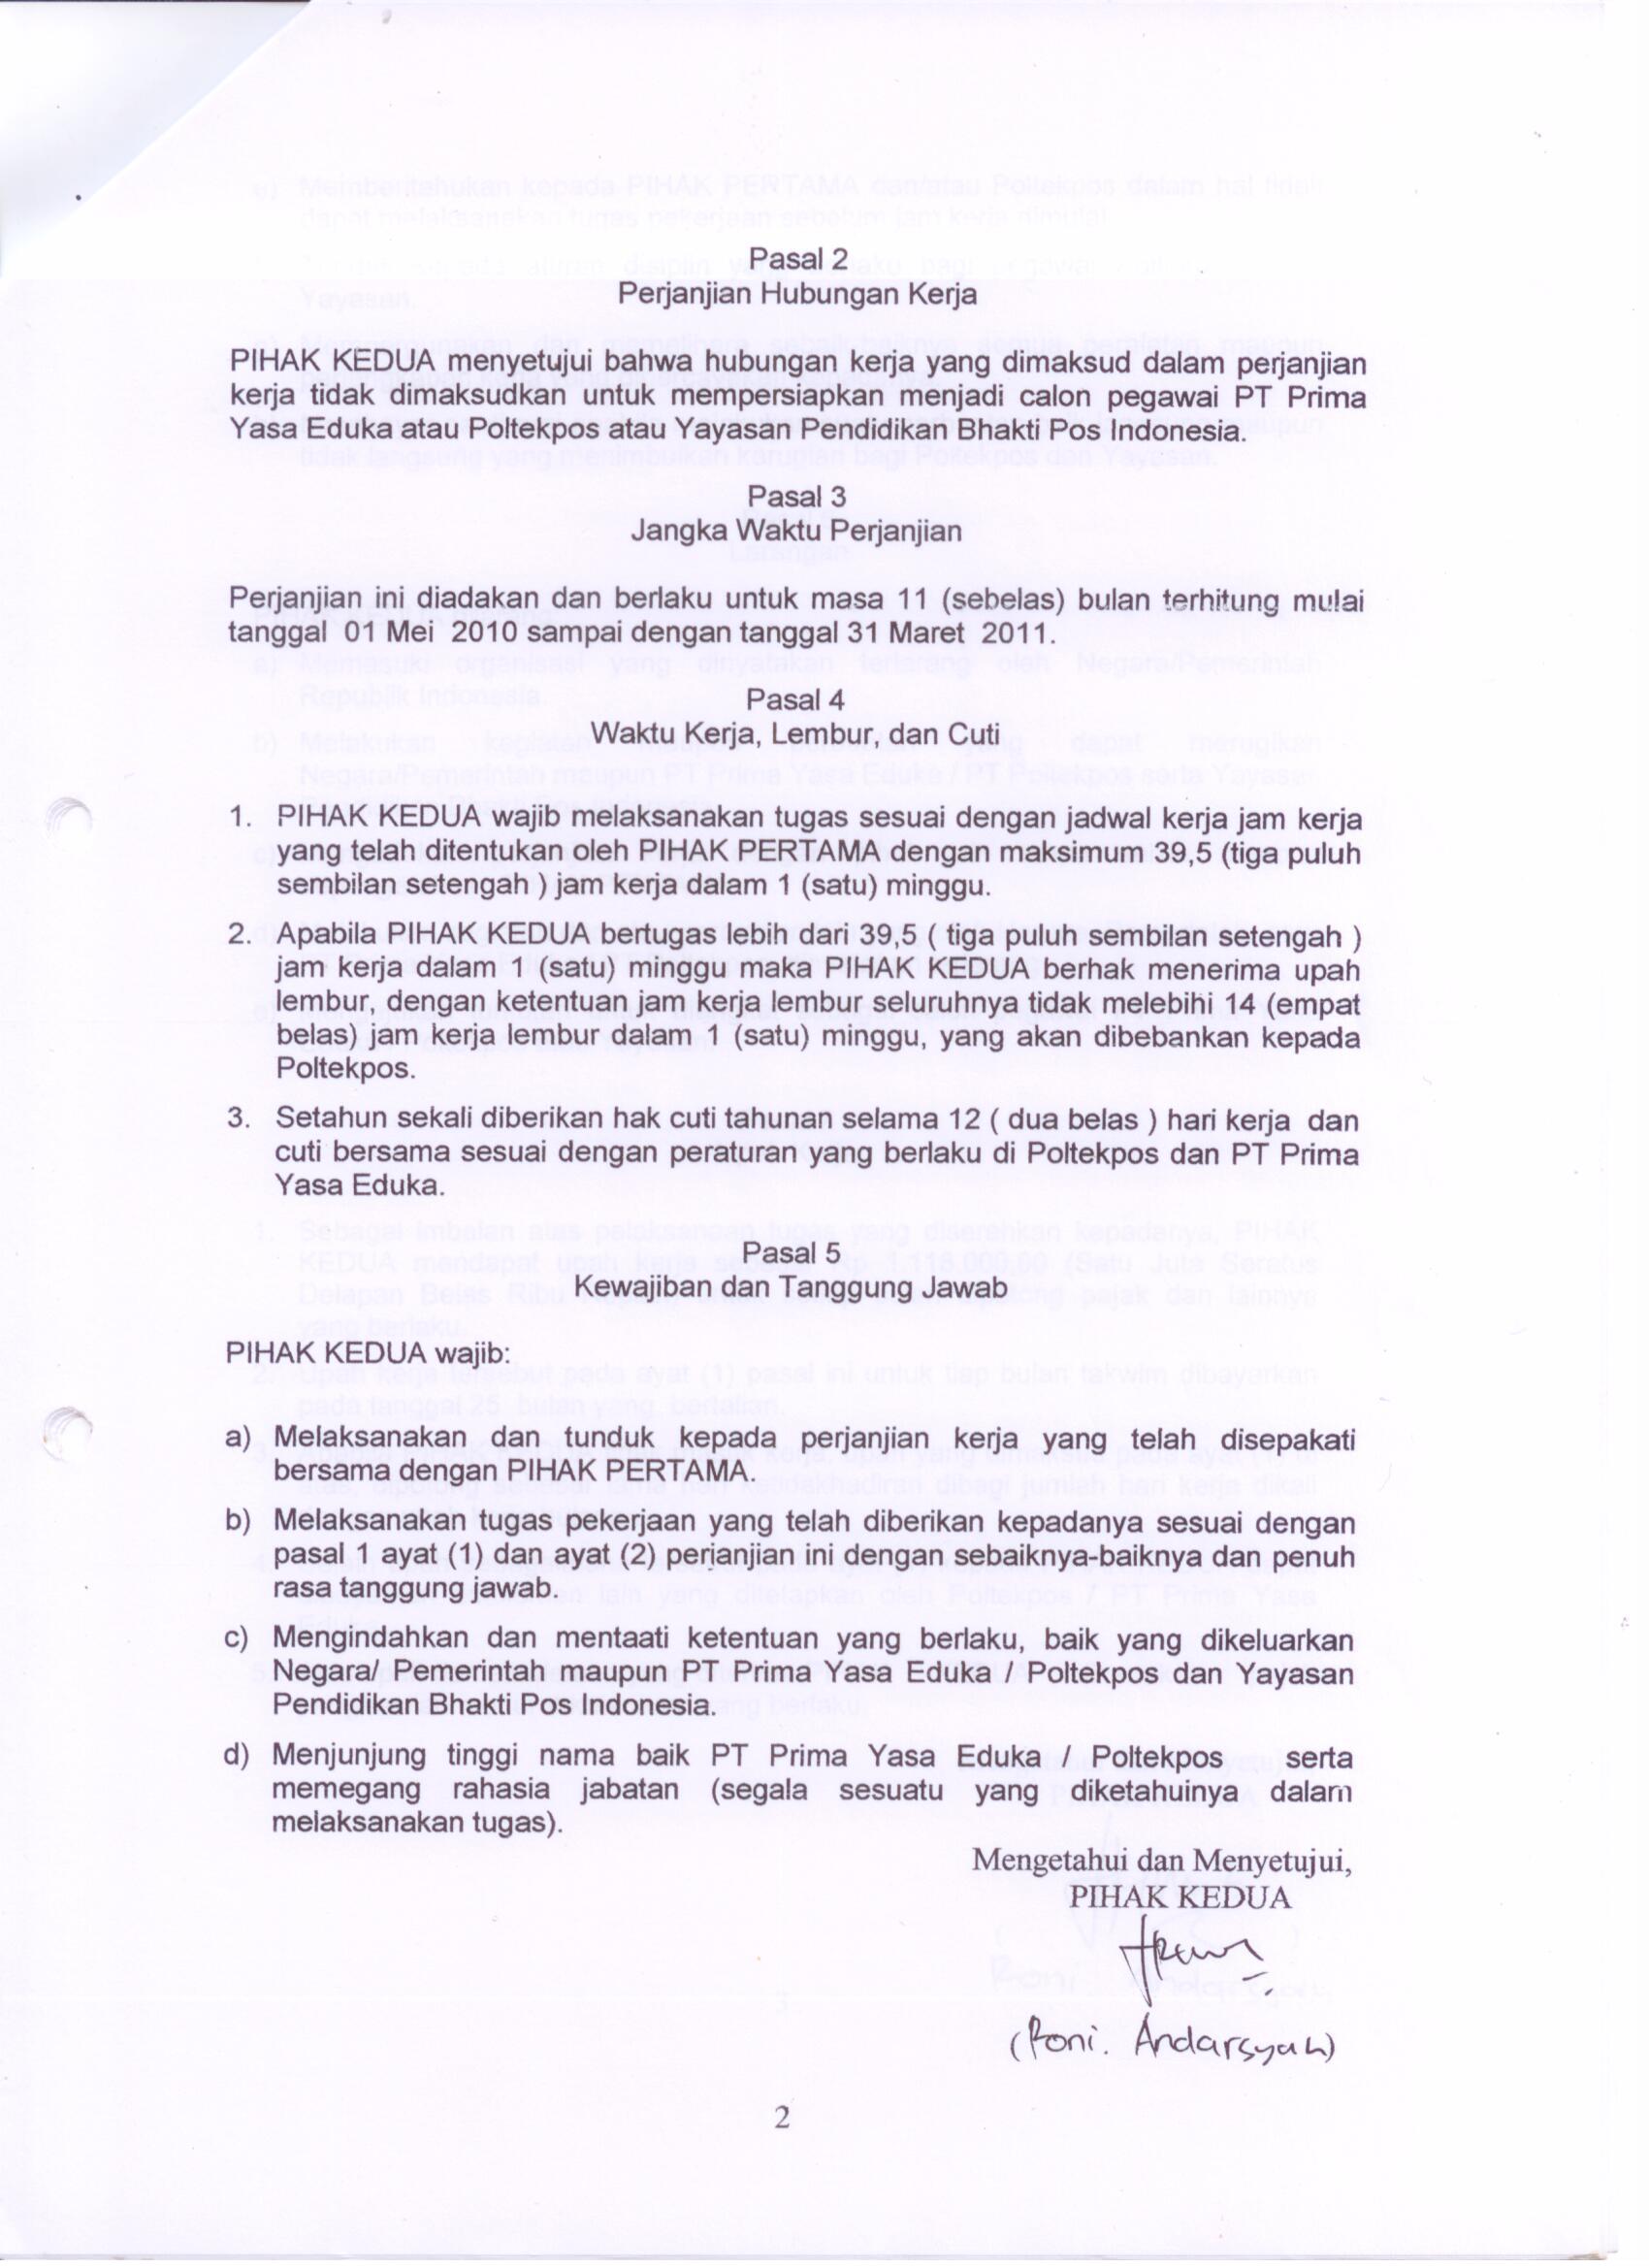 Pasal 2
Perjanjian Hubungan Kerja
PIHAK KEDUA menyetujui bahwa hubungan kerja yang dimaksud dalam perjanjian
kerja tidak dimaksudkan untuk mempersiapkan menjadi calon pegawai PT Prima
Yasa Eduka atau Poltekpos atau Yayasan Pendidikan Bhakti Pos Indonesia.
Pasal 3
Jangka Waktu Perjanjian
Perjanjian ini diadakan dan berlaku untuk masa 11 (sebelas) bulan terhitung mulai
tanggal 01 Mei 2010 sampai dengan tanggal 31 Maret 2011.
Pasal 4
Waktu Kerja, Lembur, dan Cuti
1. PIHAK KEDUA wajib melaksanakan tugas sesuai dengan jadwal kerja jam kerja
yang telah ditentukan oleh PIHAK PERTAMA dengan maksimum 39,5 (tiga puluh
sembilan setengah ) jam kerja dalam 1 (satu) minggu.
2. Apabila PIHAK KEDUA bertugas lebih dari 39,5 ( tiga puluh sembilan setengah )
jam kerja dalam 1 (satu) minggu maka PIHAK KEDUA berhak menerima upah
lembur, dengan ketentuan jam kerja lembur seluruhnya tidak melebihi 14 (empat
belas) jam kerja lembur dalam 1 (satu) minggu, yang akan dibebankan kepada
Poltekpos.
3. Setahun sekali diberikan hak cuti tahunan selama 12 ( dua belas ) hari kerja dan
cuti bersama sesuai dengan peraturan yang berlaku di Poltekpos dan PT Prima
Yasa Eduka.
Pasal 5
Kewajiban dan Tanggung Jawab
PIHAK KEDUA wajib:
a) Melaksanakan dan tunduk kepada perjanjian kerja yang telah disepakati
bersama dengan PIHAK PERTAMA.
b) Melaksanakan tugas pekerjaan yang telah diberikan kepadanya sesuai dengan
pasal 1 ayat (1) dan ayat (2) perjanjian ini dengan sebaiknya-baiknya dan penuh
rasa tanggung jawab.
c) Mengindahkan dan mentaati ketentuan yang berlaku, baik yang dikeluarkan
Negara/ Pemerintah maupun PT Prima Yasa Eduka / Poltekpos dan Yayasan
Pendidikan Bhakti Pos Indonesia.
d) Menjunjung tinggi nama baik PT Prima Yasa Eduka / Poltekpos serta
memegang rahasia jabatan (segala sesuatu yang diketahuinya dalam
melaksanakan tugas).
Mengetahui dan Menyetujui,
PIHAK KEDUA
(Roni. Andarsyah)
2